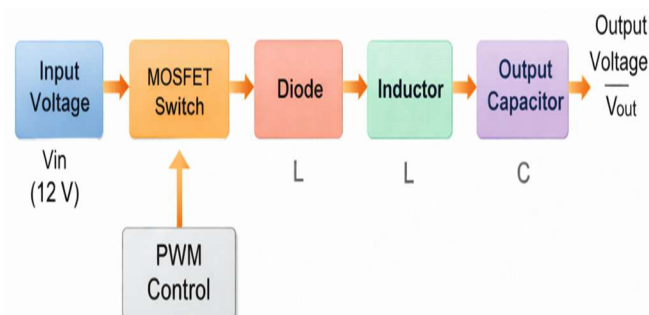 Input
Voltage
Vin
(12 V)
MOSFET
Switch
PWM
Control
Diode
L
Inductor
L
Output
Capacitor
C
Output
Voltage
Vout